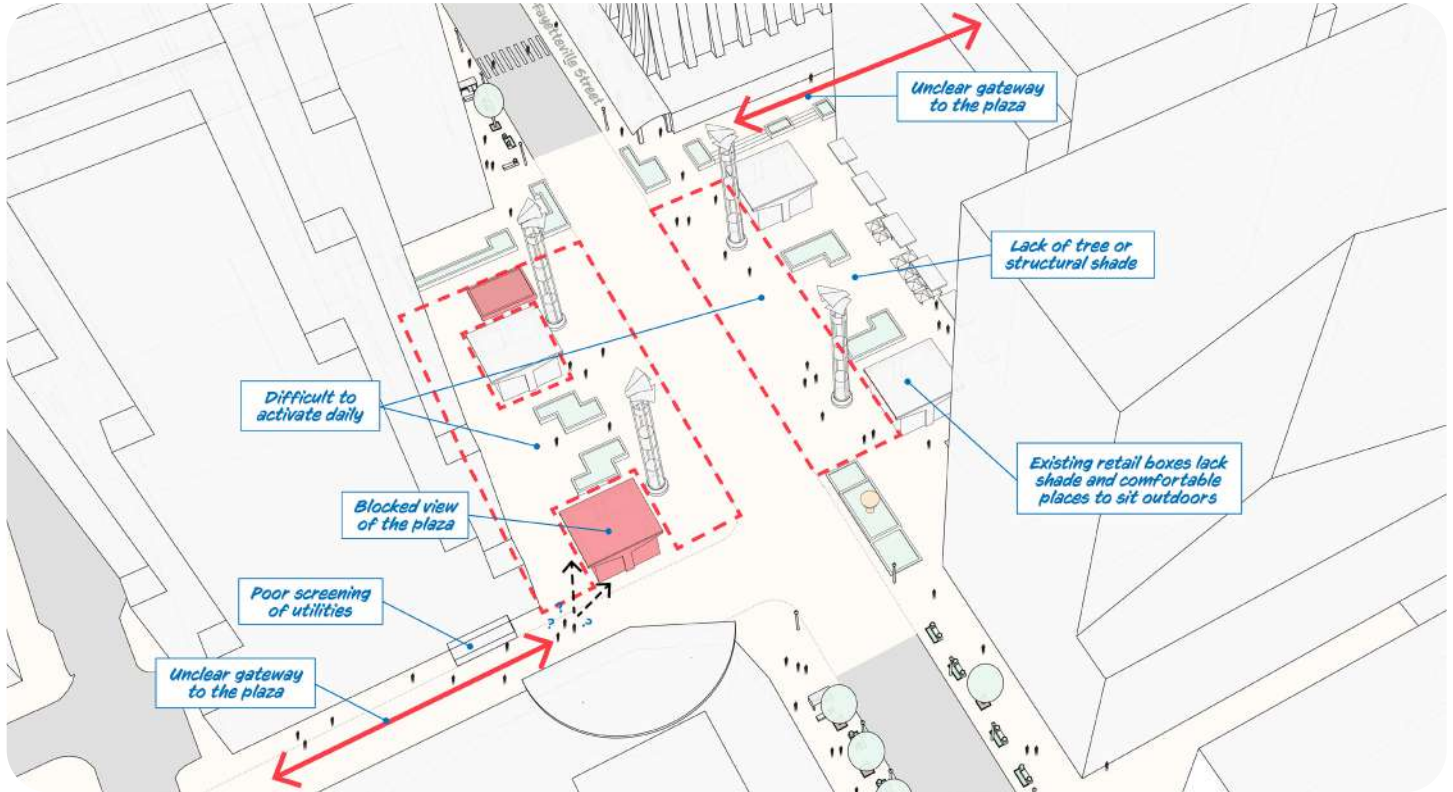 Fayetteville Street
Unclear gateway
to the plaza
Lack of tree or
structural shade
Difficult to
activate daily
Existing retail boxes lack
shade and comfortable
places to sit outdoors
Blocked view
of the plaza
Poor screening
of utilities
?
?
?
Unclear gateway
to the plaza